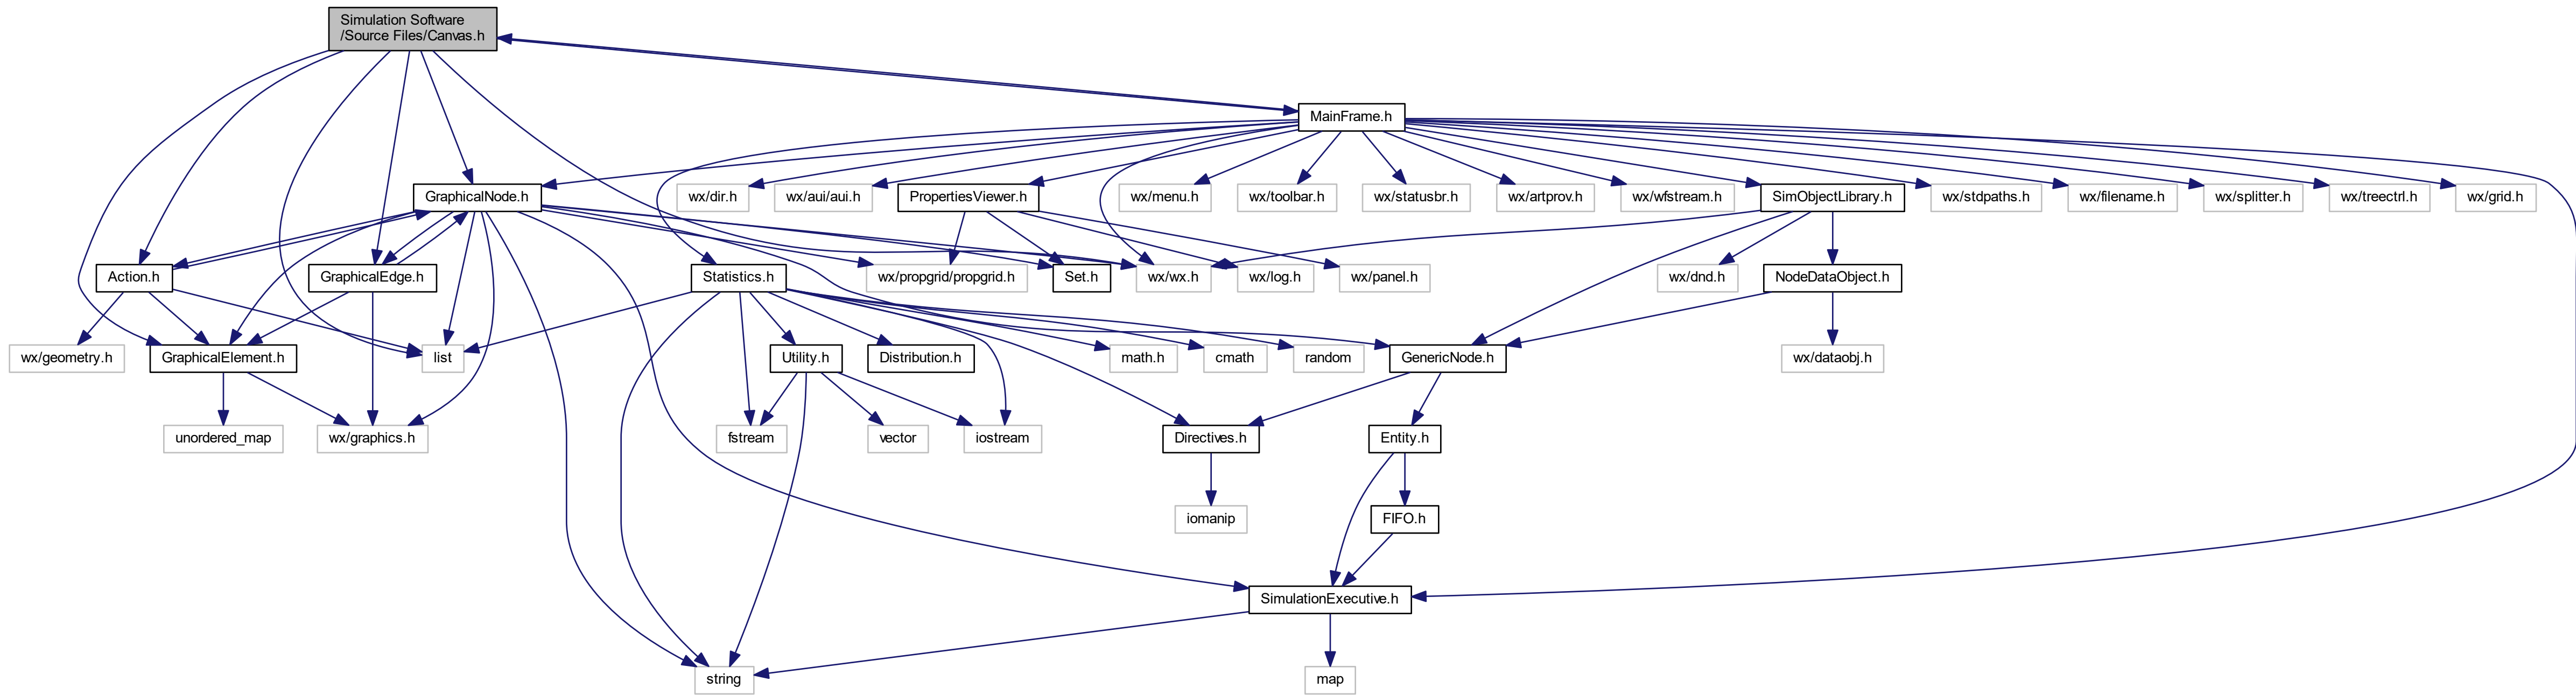 Simulation Software
/Source Files/Canvas.h
MainFrame.h
GraphicalNode.h
wx/dir.h
wx/aui/aui.h
PropertiesViewer.h
wx/menu.h
wx/toolbar.h
wx/statusbr.h
wx/artprov.h
wx/wfstream.h
SimObjectLibrary.h
wx/stdpaths.h
wx/filename.h
wx/splitter.h
wx/treectrl.h
wx/grid.h
Action.h
GraphicalEdge.h
Statistics.h
wx/propgrid/propgrid.h
Set.h
wx/wx.h
wx/log.h
wx/panel.h
wx/dnd.h
NodeDataObject.h
wx/geometry.h
GraphicalElement.h
list
Utility.h
Distribution.h
math.h
cmath
random
GenericNode.h
wx/dataobj.h
unordered_map
wx/graphics.h
fstream
vector
iostream
Directives.h
Entity.h
iomanip
FIFO.h
SimulationExecutive.h
string
map